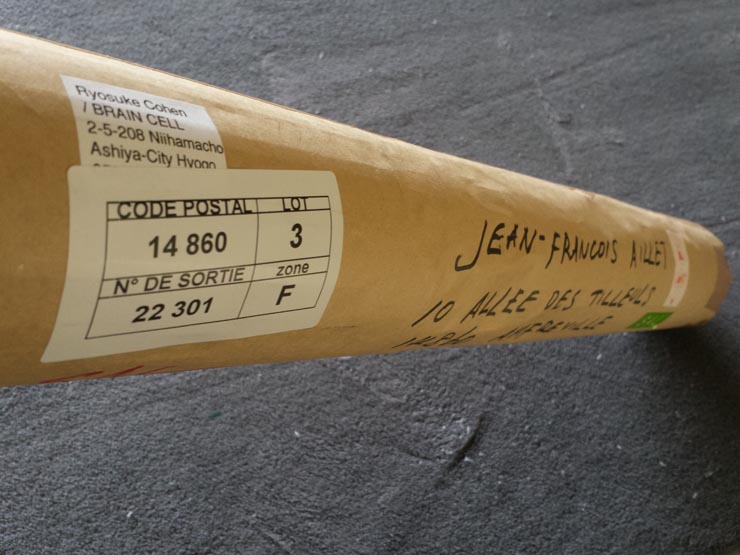 Ryosuke Cohen
/ BRAIN CELL
2-5-208 Niihamacho
Ashiya-City Hyogo
CODE POSTAL LOT
14 860 3
N° DE SORTIE zone
22 301 F
JEAN-FRANCOIS AILLET
10 ALLEE DES TILLEULS